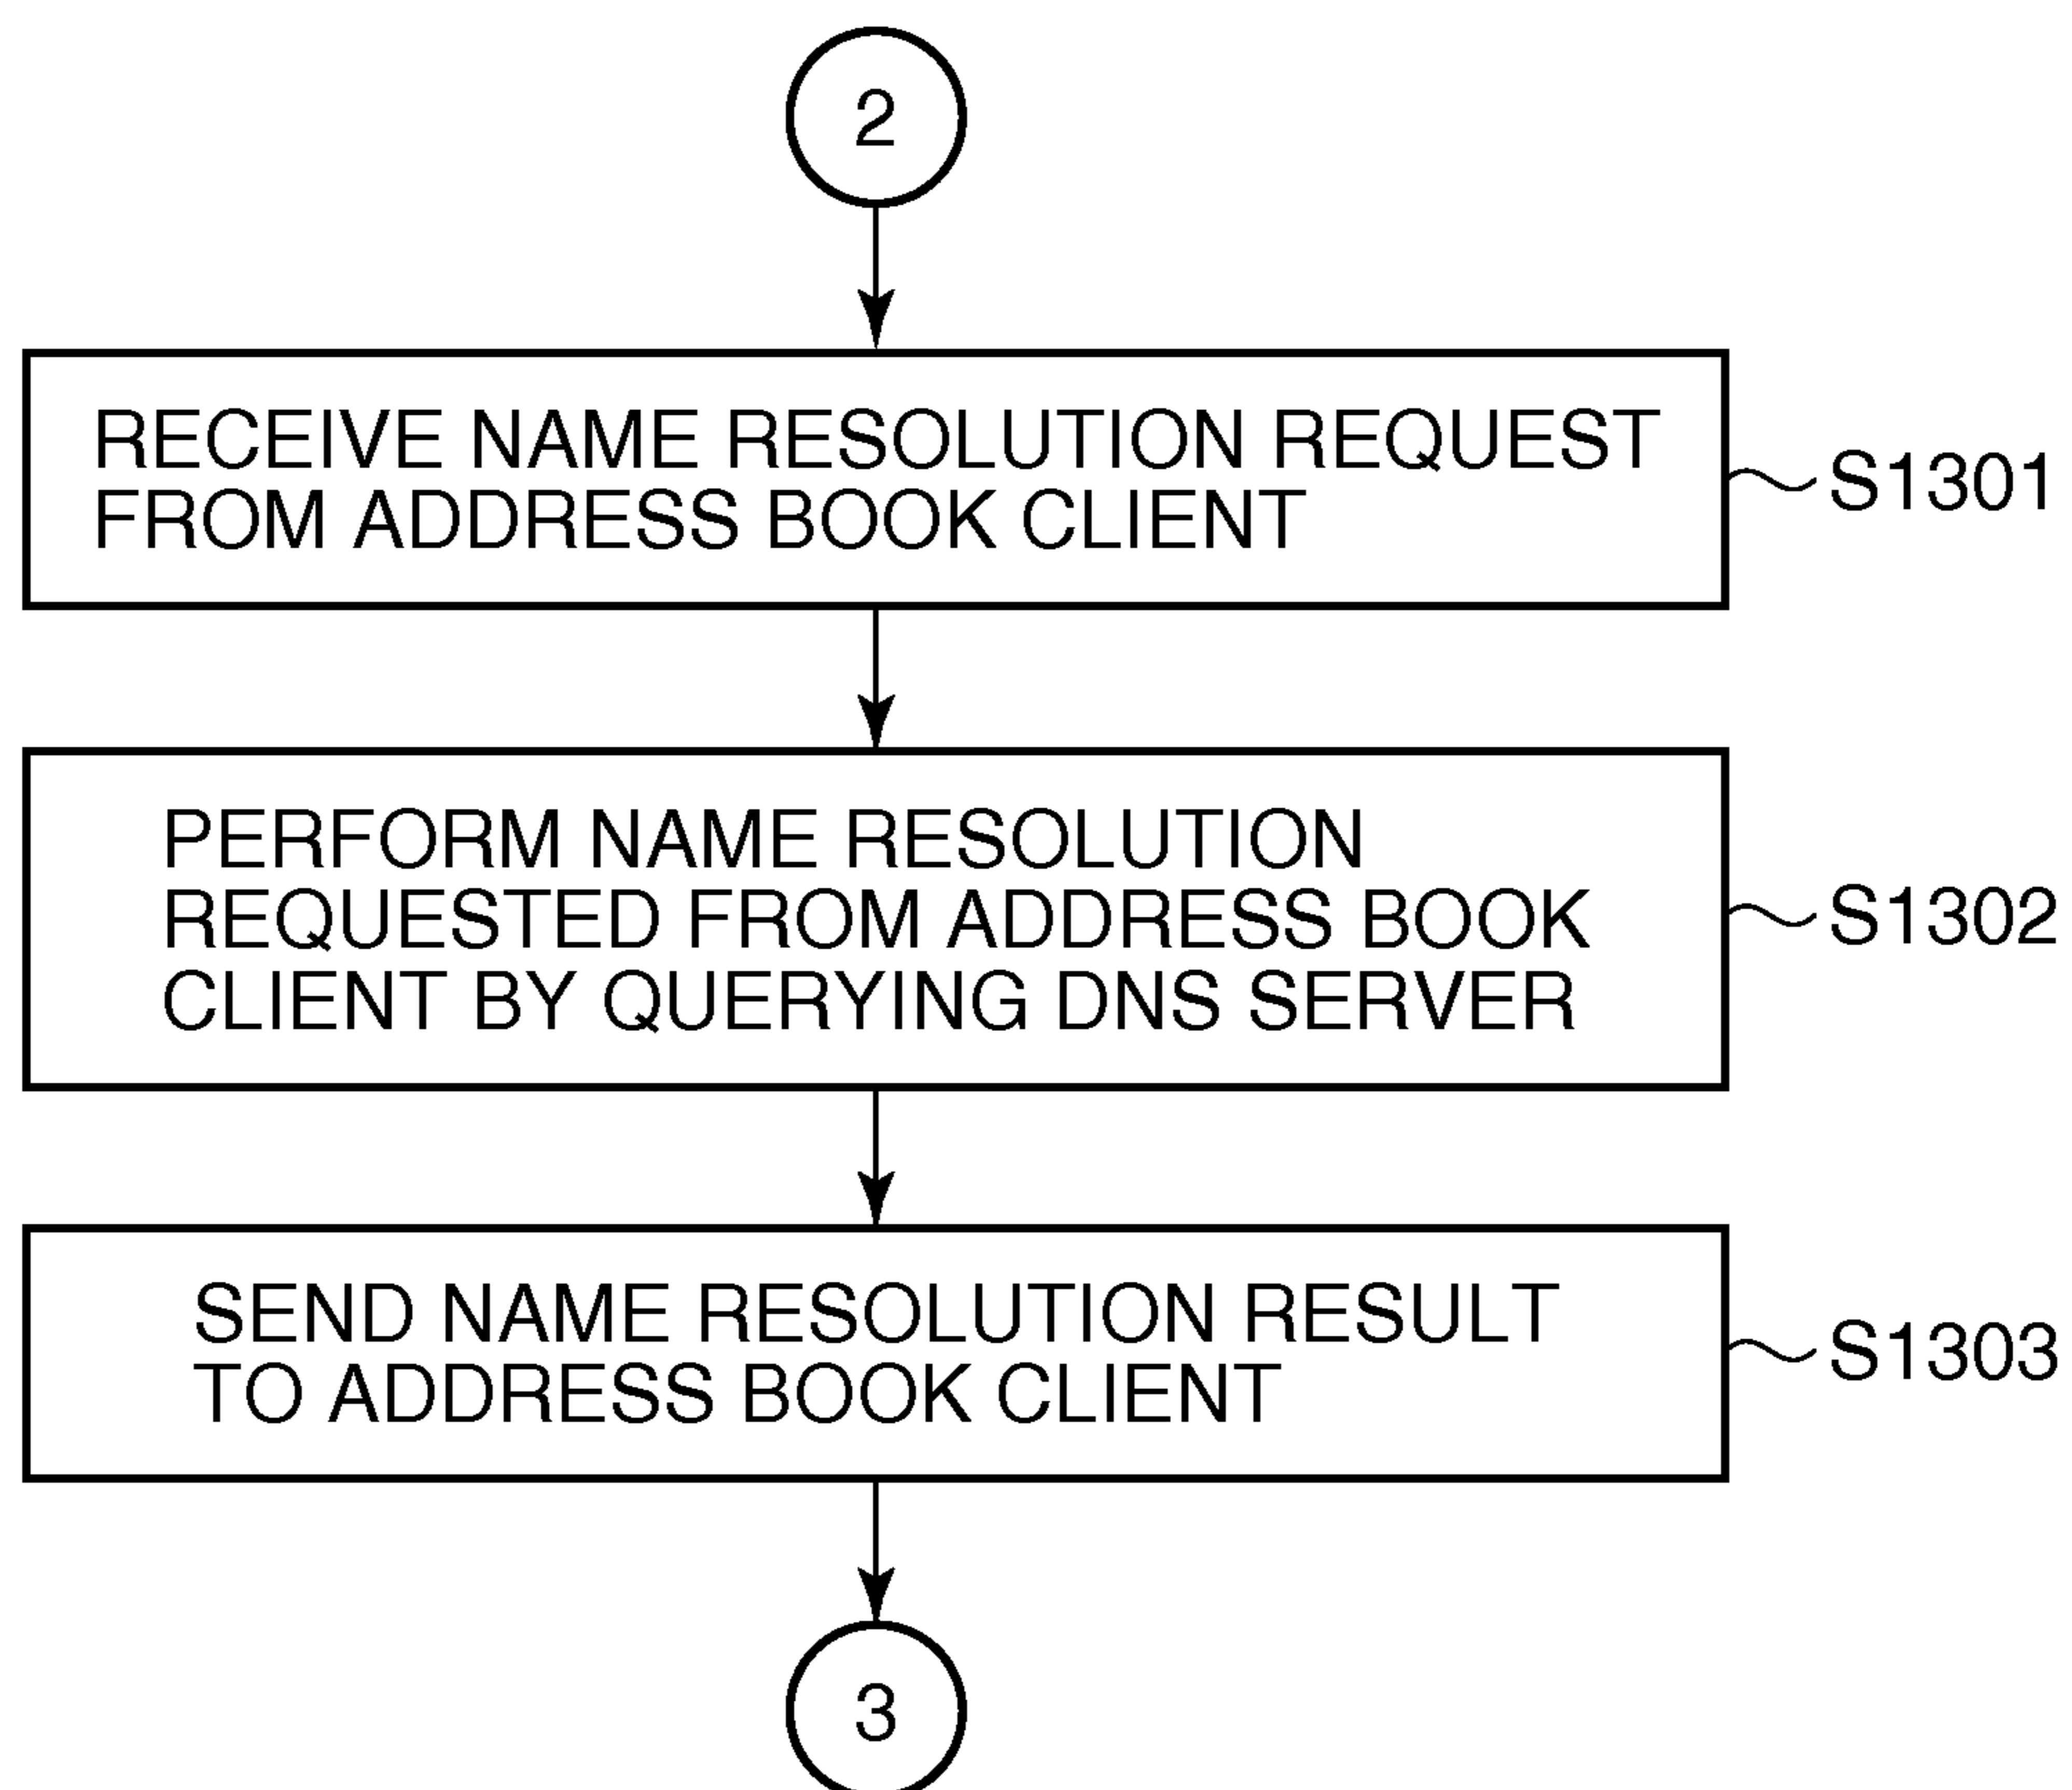 2
RECEIVE NAME RESOLUTION REQUEST
FROM ADDRESS BOOK CLIENT
S1301
PERFORM NAME RESOLUTION
REQUESTED FROM ADDRESS BOOK
CLIENT BY QUERYING DNS SERVER
S1302
SEND NAME RESOLUTION RESULT
TO ADDRESS BOOK CLIENT
S1303
3